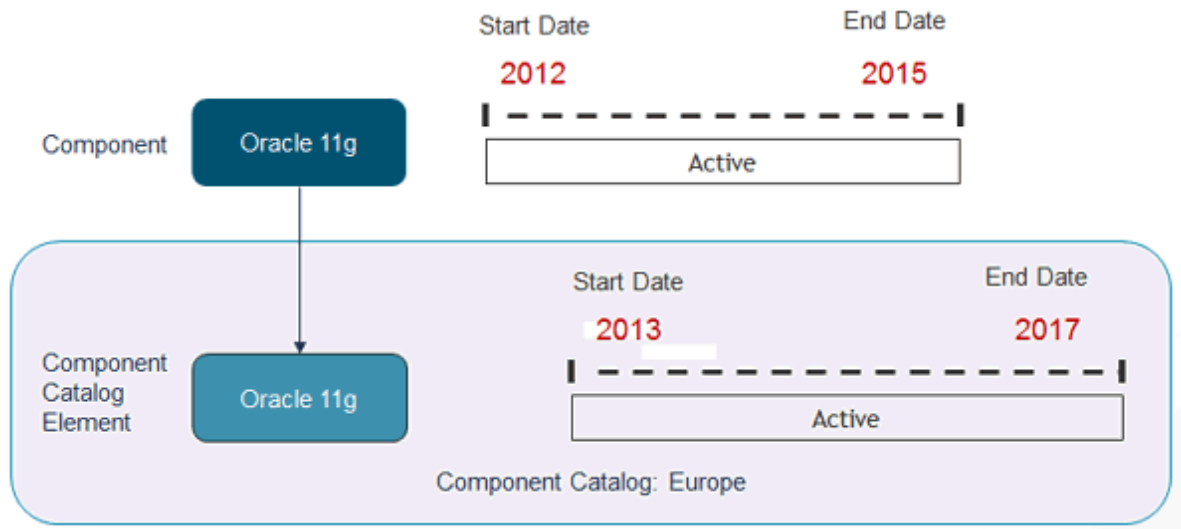 Start Date
End Date
2012
2015
Component
Oracle 11g
Active
Start Date
End Date
2013
2017
Component
Catalog
Element
Oracle 11g
Active
Component Catalog: Europe